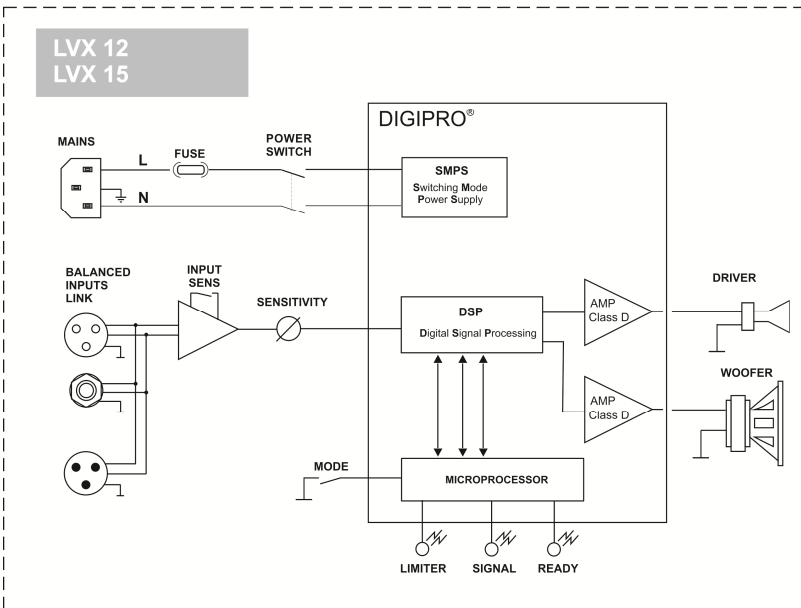 LVX 12
LVX 15
DIGIPRO®
MAINS
L
FUSE
POWER
SWITCH
N
SMPS
Switching Mode
Power Supply
BALANCED
INPUTS
LINK
INPUT
SENS
SENSITIVITY
DSP
Digital Signal Processing
AMP
Class D
DRIVER
AMP
Class D
WOOFER
MODE
MICROPROCESSOR
LIMITER
SIGNAL
READY